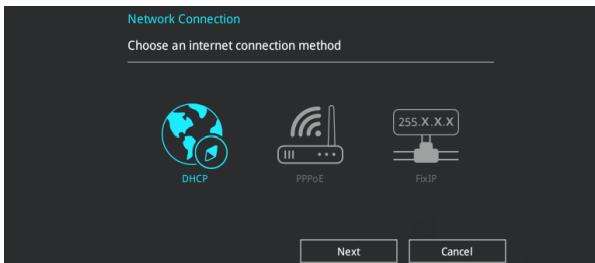 Network Connection
Choose an internet connection method
255.X.X.X
DHCP PPPoE FixIP
Next Cancel